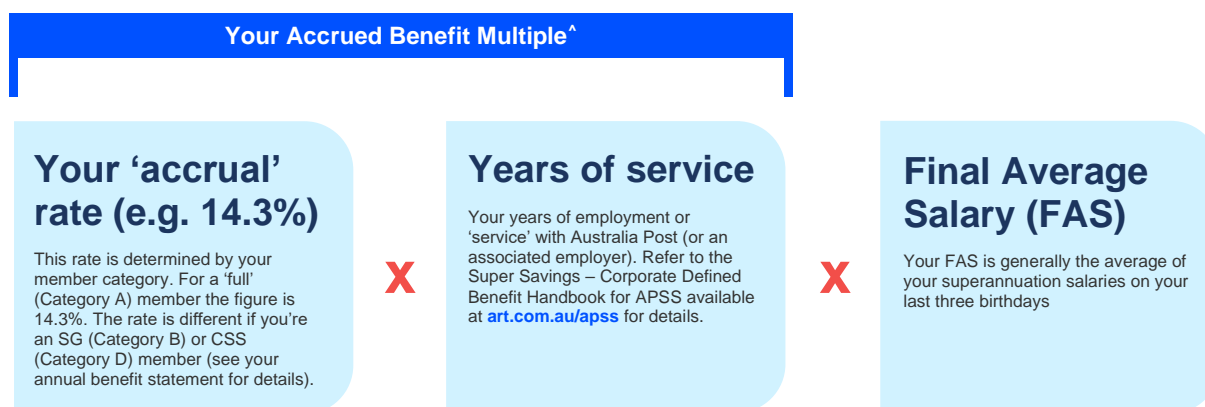 Your Accrued Benefit Multiple^
Your ‘accrual’
rate (e.g. 14.3%)
This rate is determined by your
member category. For a ‘full’
(Category A) member the figure is
14.3%. The rate is different if you’re
an SG (Category B) or CSS
(Category D) member (see your
annual benefit statement for details).
x
Years of service
Your years of employment or
‘service’ with Australia Post (or an
associated employer). Refer to the
Super Savings – Corporate Defined
Benefit Handbook for APSS available
at art.com.au/apss for details.
x
Final Average
Salary (FAS)
Your FAS is generally the average of
your superannuation salaries on your
last three birthdays